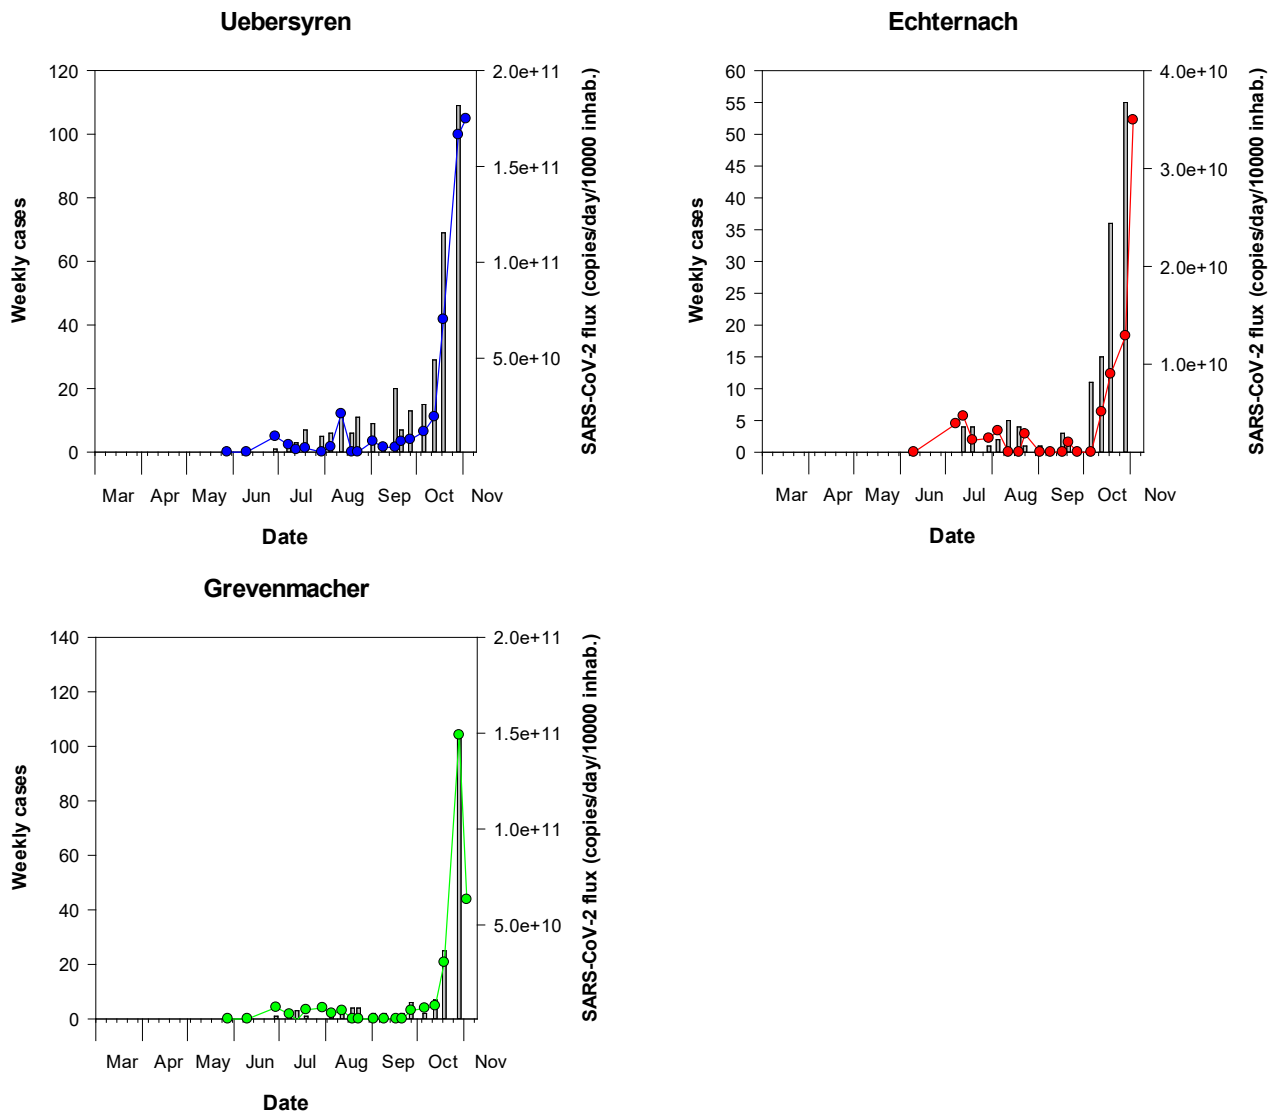 Uebersyren
120
100
80
60
40
20
0
Weekly cases
2.0e+11
1.5e+11
1.0e+11
5.0e+10
SARS-CoV-2 flux (copies/day/10000 inhab.)
Mar Apr May Jun Jul Aug Sep Oct Nov
Date
Echternach
60
55
50
45
40
35
30
25
20
15
10
5
0
Weekly cases
4.0e+10
3.0e+10
2.0e+10
1.0e+10
SARS-CoV-2 flux (copies/day/10000 inhab.)
Mar Apr May Jun Jul Aug Sep Oct Nov
Date
Grevenmacher
140
120
100
80
60
40
20
0
Weekly cases
2.0e+11
1.5e+11
1.0e+11
5.0e+10
SARS-CoV-2 flux (copies/day/10000 inhab.)
Mar Apr May Jun Jul Aug Sep Oct Nov
Date